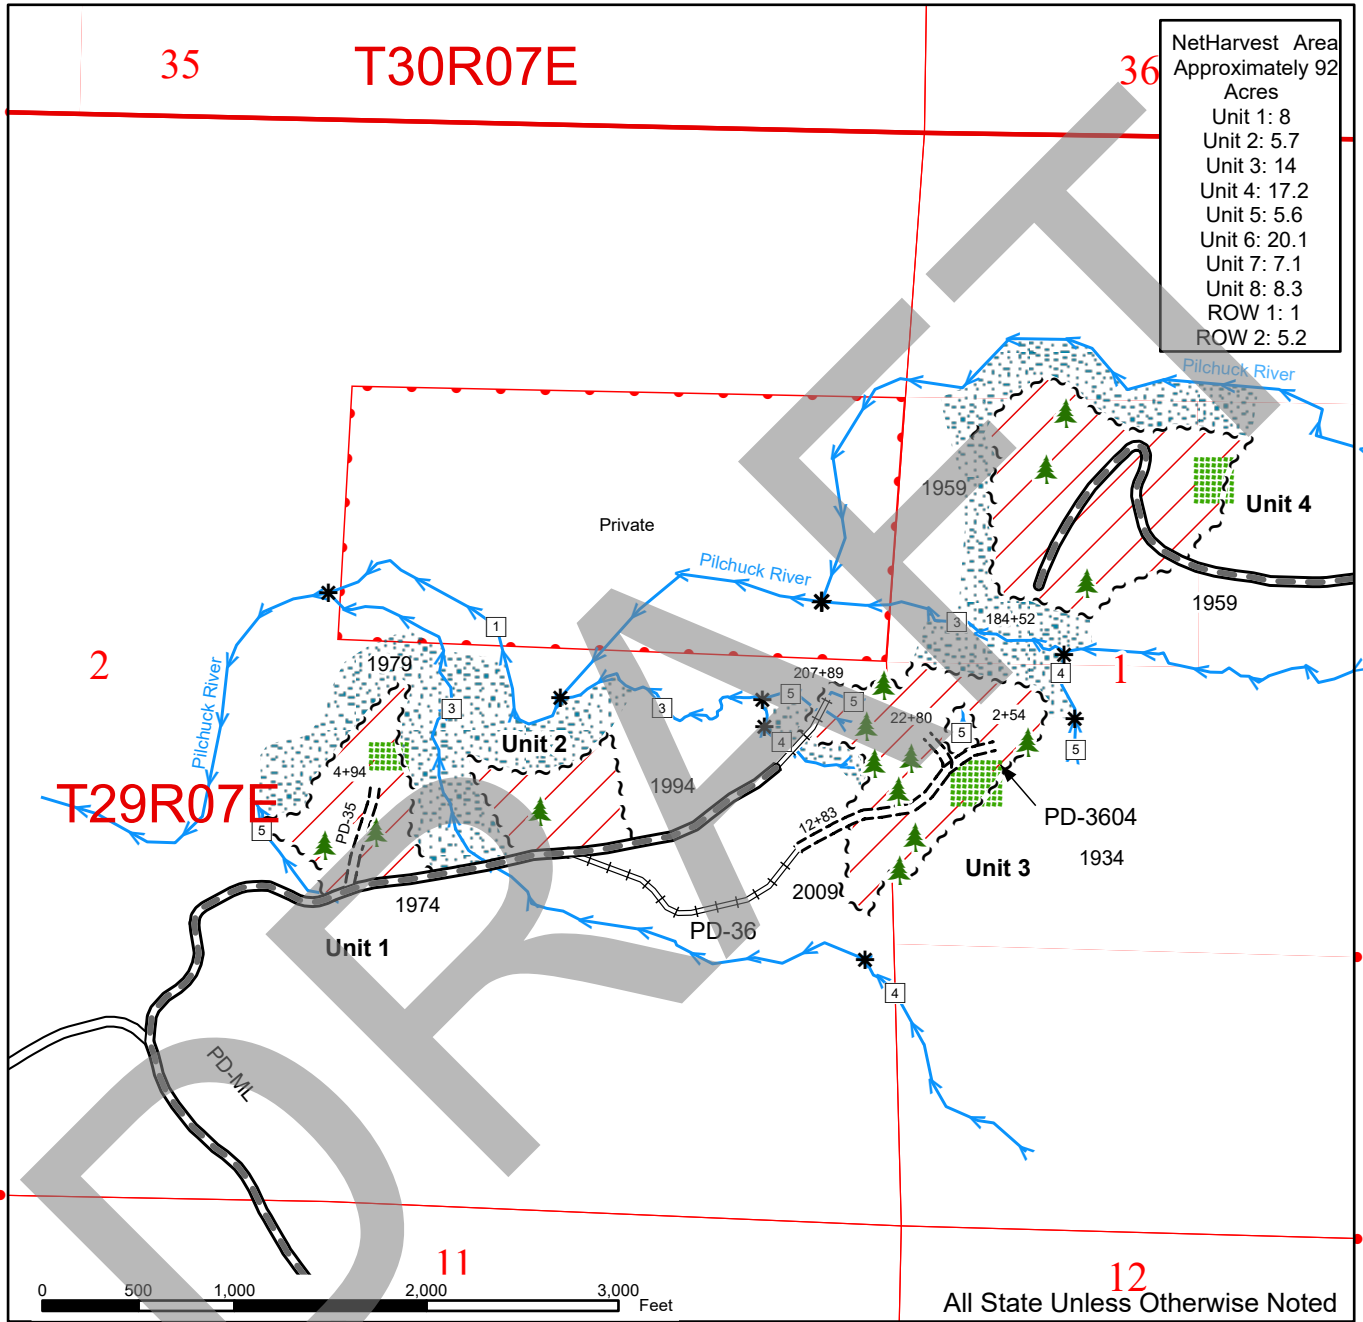 35
T30R07E
36
NetHarvest Area
Approximately 92
Acres
Unit 1: 8
Unit 2: 5.7
Unit 3: 14
Unit 4: 17.2
Unit 5: 5.6
Unit 6: 20.1
Unit 7: 7.1
Unit 8: 8.3
ROW 1: 1
ROW 2: 5.2
Pilchuck River
1959
Unit 4
Private
Pilchuck River
1959
1
3
184+52
2
1979
Pilchuck River
207+89
4
1
3
3
5
5
22+80
2+54
5
5
Unit 2
4
4+94
1994
T29R07E
PD-35
5
12+83
PD-3604
1934
Unit 3
2009
1974
PD-36
Unit 1
4
PD-ML
11
12
0
500
1,000
2,000
3,000
Feet
All State Unless Otherwise Noted
DRAFT